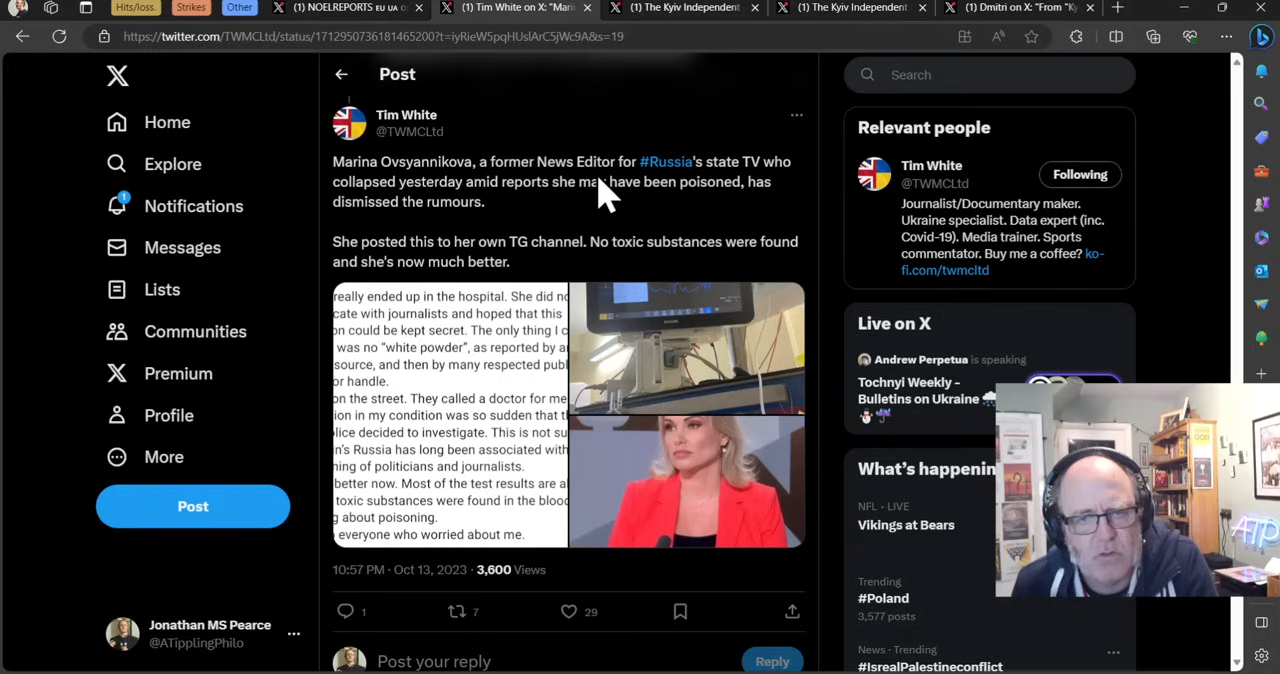 Hits/loss.
Strikes
Other
(1) NOELREPORTS EU UA
(1) Tim White on X: "Mari
(1) The Kyiv Independent
(1) The Kyiv Independent
(1) Dmitri on X: "From "Ky
https://twitter.com/TWMCLtd/status/1712950736181465200?t=iyRieW5pqHUslArC5jWc9A&s=19
Home
Explore
1
Notifications
Messages
Lists
Communities
Premium
Profile
More
Post
Jonathan MS Pearce
@ATipplingPhilo
Post
Tim White
@TWMCLtd
Marina Ovsyannikova, a former News Editor for #Russia's state TV who
collapsed yesterday amid reports she may have been poisoned, has
dismissed the rumours.
She posted this to her own TG channel. No toxic substances were found
and she's now much better.
really ended up in the hospital. She did
cate with journalists and hoped that this
on could be kept secret. The only thing I
was no "white powder", as reported by
source, and then by many respected
or handle.
on the street. They called a doctor for me
ion in my condition was so sudden that
lice decided to investigate. This is not
n's Russia has long been associated with
ning of politicians and journalists.
better now. Most of the test results are
toxic substances were found in the blood
g about poisoning.
everyone who worried about me.
10:57 PM · Oct 13, 2023 · 3,600 Views
1
7
29
Post your reply
Reply
Search
Relevant people
Tim White
@TWMCLtd
Following
Journalist/Documentary maker.
Ukraine specialist. Data expert (inc.
Covid-19). Media trainer. Sports
commentator. Buy me a coffee? ko-
fi.com/twmcltd
Live on X
Andrew Perpetua is speaking
Tochnyi Weekly -
Bulletins on Ukraine
What's happenin
NFL · LIVE
Vikings at Bears
Trending
#Poland
3,577 posts
News · Trending
#IsrealPalestineconflict
GOD
ATP